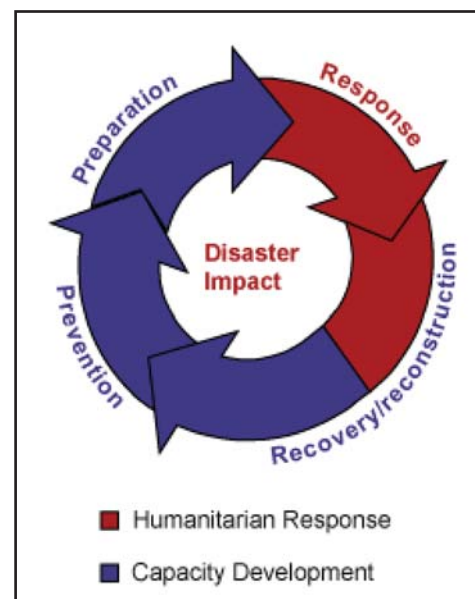 Preparation
Response
Disaster
Impact
Prevention
Recovery/reconstruction
Humanitarian Response
Capacity Development